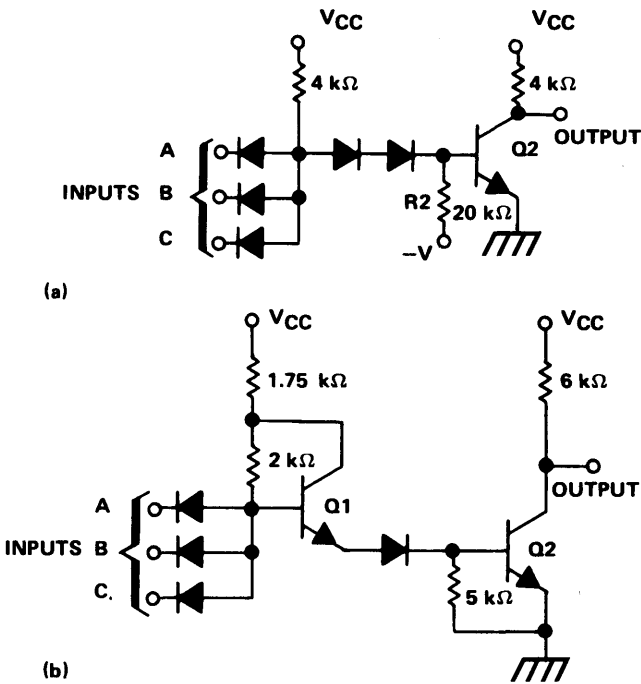 VCC
VCC
4 kΩ
4 kΩ
A
OUTPUT
Q2
INPUTS
B
R2
20 kΩ
C
−V
(a)
VCC
VCC
1.75 kΩ
6 kΩ
2 kΩ
A
Q1
OUTPUT
INPUTS
B
Q2
C.
5 kΩ
(b)